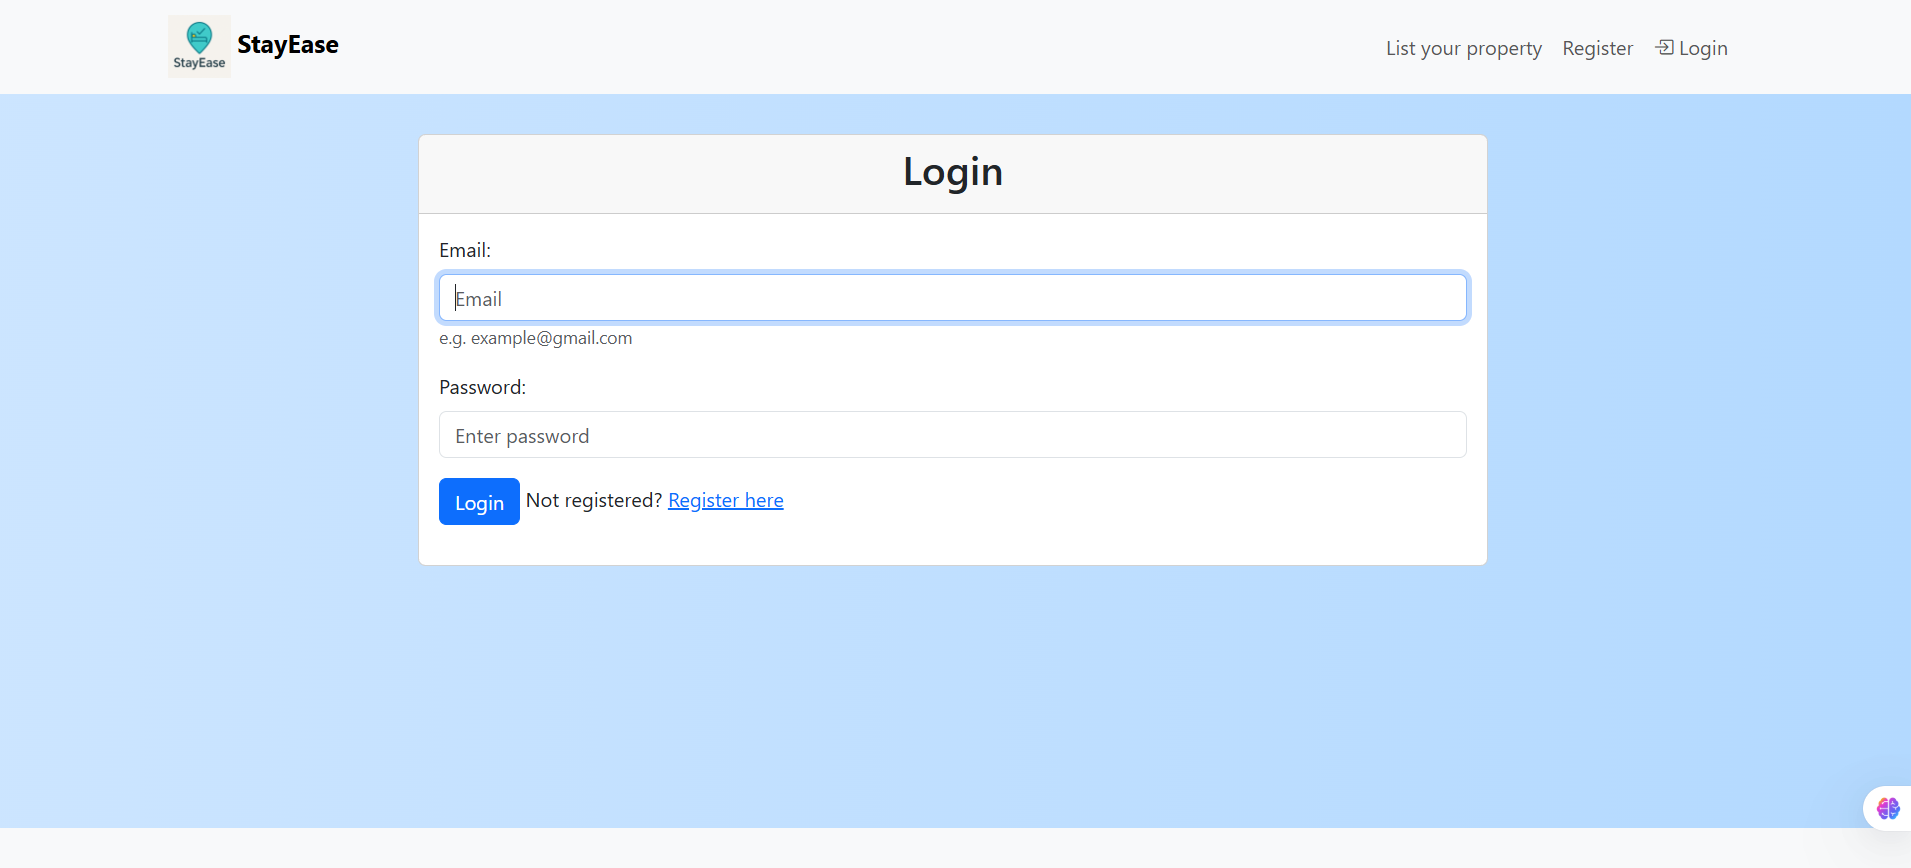 StayEase
StayEase
List your property
Register
Login
Login
Email:
Email
e.g. example@gmail.com
Password:
Enter password
Login Not registered? Register here